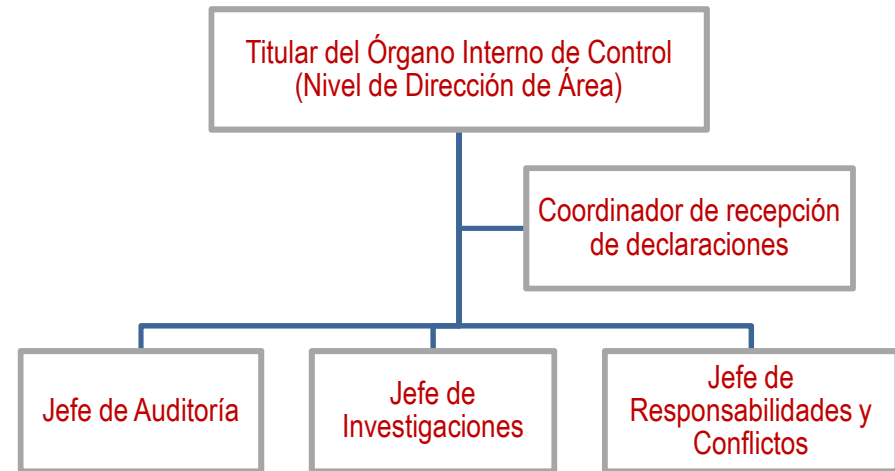 Titular del Órgano Interno de Control
(Nivel de Dirección de Área)
Coordinador de recepción
de declaraciones
Jefe de Auditoría
Jefe de
Investigaciones
Jefe de
Responsabilidades y
Conflictos